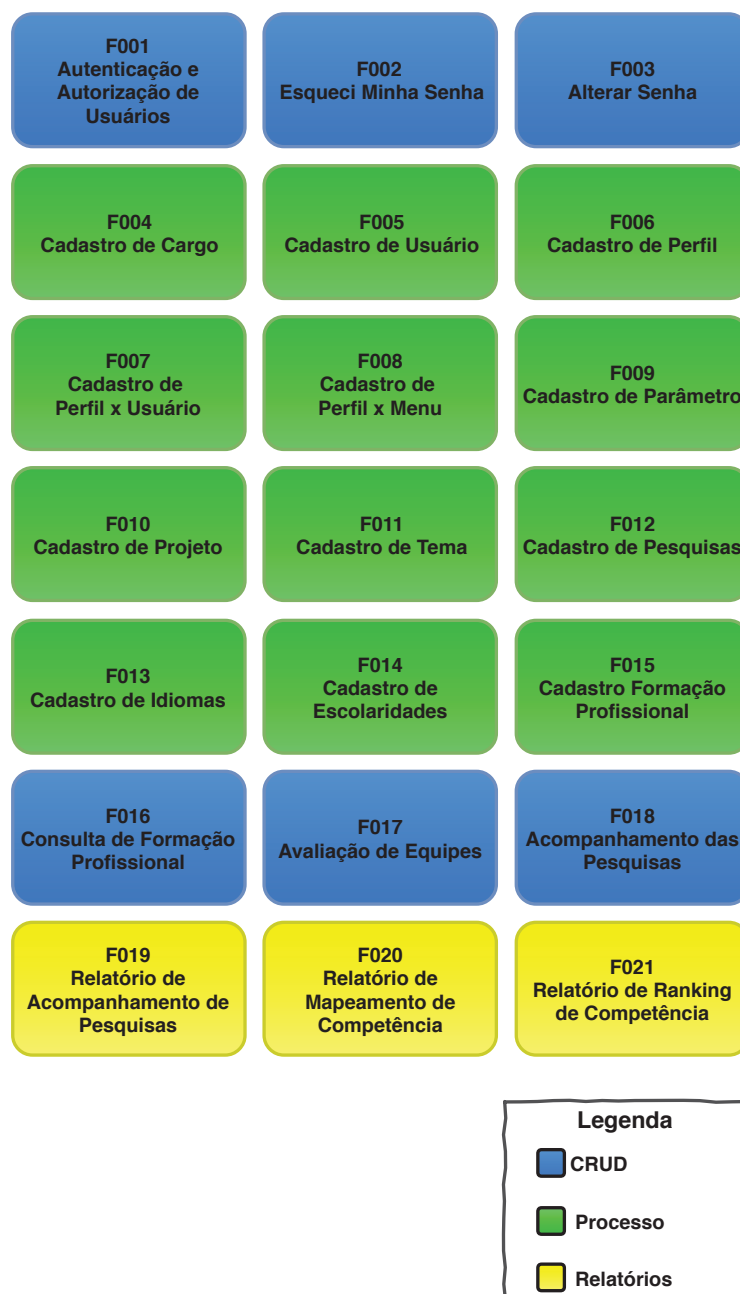 F001
Autenticação e
Autorização de
Usuários
F002
Esqueci Minha Senha
F003
Alterar Senha
F004
Cadastro de Cargo
F005
Cadastro de Usuário
F006
Cadastro de Perfil
F007
Cadastro de
Perfil x Usuário
F008
Cadastro de
Perfil x Menu
F009
Cadastro de Parâmetro
F010
Cadastro de Projeto
F011
Cadastro de Tema
F012
Cadastro de Pesquisas
F013
Cadastro de Idiomas
F014
Cadastro de
Escolaridades
F015
Cadastro Formação
Profissional
F016
Consulta de Formação
Profissional
F017
Avaliação de Equipes
F018
Acompanhamento das
Pesquisas
F019
Relatório de
Acompanhamento de
Pesquisas
F020
Relatório de
Mapeamento de
Competência
F021
Relatório de Ranking
de Competência
Legenda
CRUD
Processo
Relatórios